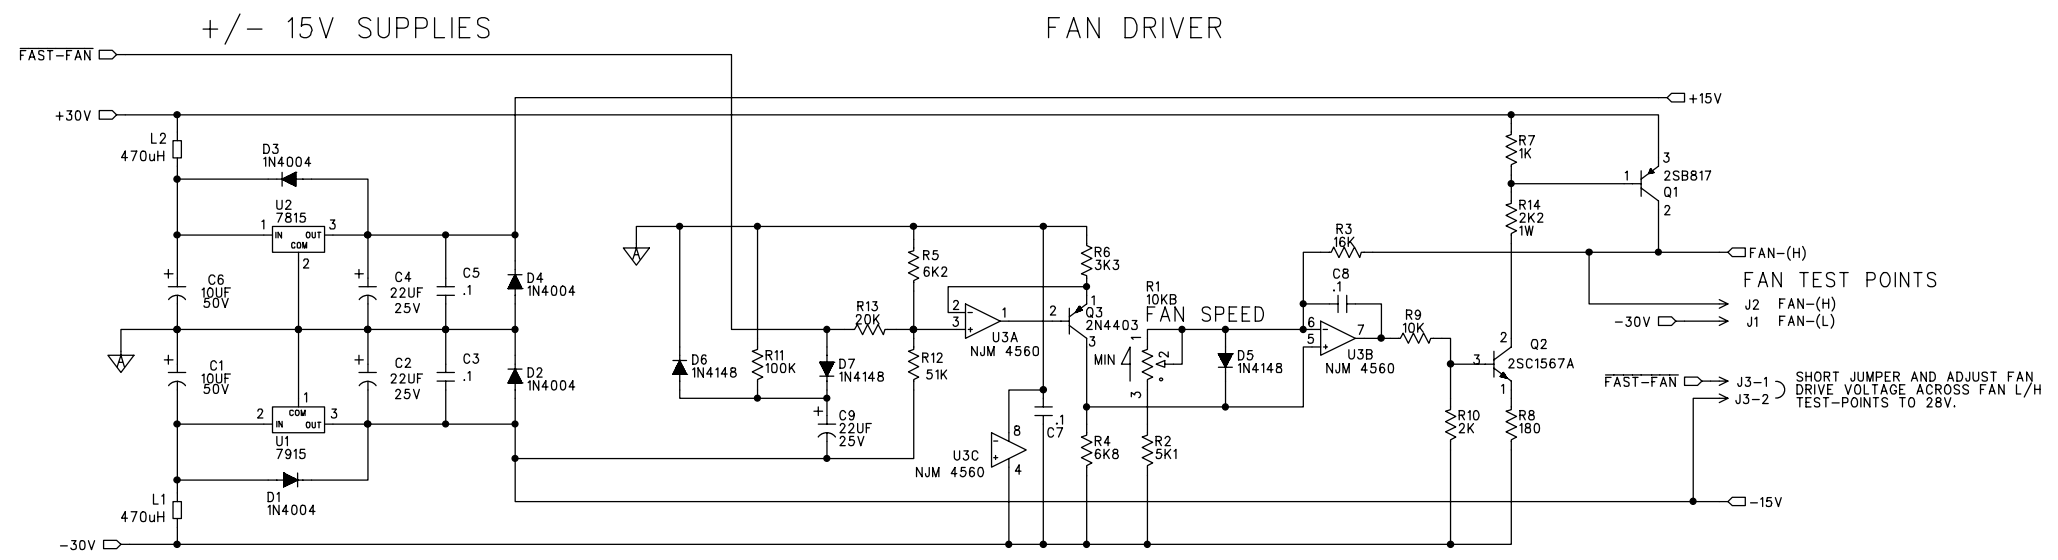 +/- 15V SUPPLIES
FAN DRIVER
FAST-FAN
+15V
+30V
L2
470uH
D3
1N4004
U2
7815
1 IN OUT 3
COM
2
C6
10UF
50V
C4
22UF
25V
C5
.1
D4
1N4004
C1
10UF
50V
C2
22UF
25V
C3
.1
D2
1N4004
1
COM
2 IN OUT 3
U1
7915
D1
1N4004
L1
470uH
-30V
A
A
D6
1N4148
R11
100K
D7
1N4148
C9
22UF
25V
R13
20K
R5
6K2
R12
51K
2
3
1
U3A
NJM 4560
R6
3K3
1
2
3
Q3
2N4403
U3C
NJM 4560
8
4
.1
C7
R4
6K8
R1
10KB
FAN SPEED
MIN
1
2
3
R2
5K1
D5
1N4148
R3
16K
C8
.1
6
5
7
U3B
NJM 4560
R9
10K
R10
2K
R7
1K
R14
2K2
1W
3
2SB817
1
Q1
2
2
Q2
2SC1567A
3
1
R8
180
FAN-(H)
FAN TEST POINTS
J2 FAN-(H)
-30V
J1 FAN-(L)
FAST-FAN
J3-1
J3-2
SHORT JUMPER AND ADJUST FAN
DRIVE VOLTAGE ACROSS FAN L/H
TEST-POINTS TO 28V.
-15V